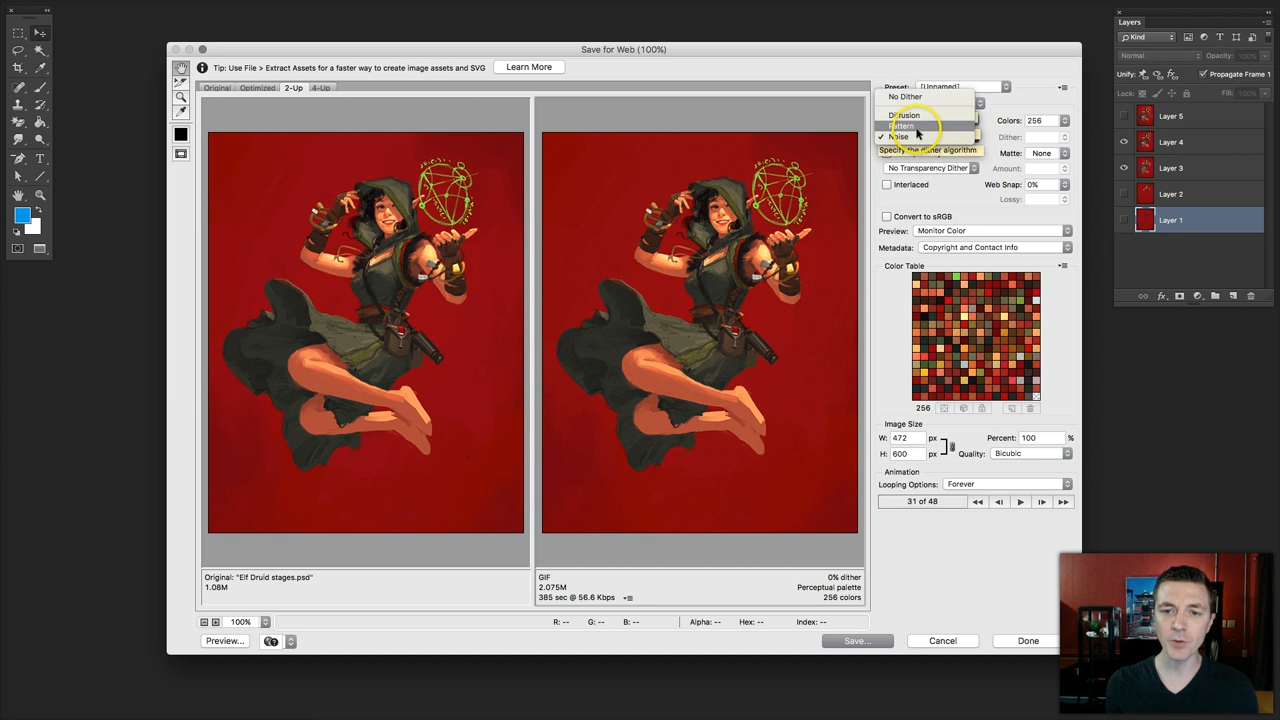 Save for Web (100%)
Tip: Use File > Extract Assets for a faster way to create image assets and SVG
Learn More
Original
Optimized
2-Up
4-Up
Preset: [Unnamed]
No Dither
Diffusion
Pattern
✓ Noise
Specify the dither algorithm
Colors: 256
Dither:
Matte: None
No Transparency Dither
Amount:
Interlaced
Web Snap: 0%
Lossy:
Convert to sRGB
Preview: Monitor Color
Metadata: Copyright and Contact Info
Color Table
256
Image Size
W: 472 px
Percent: 100 %
H: 600 px
Quality: Bicubic
Animation
Looping Options: Forever
31 of 48
Original: "Elf Druid stages.psd"
1.08M
GIF
2.075M
385 sec @ 56.6 Kbps
0% dither
Perceptual palette
256 colors
100%
R: --
G: --
B: --
Alpha: --
Hex: --
Index: --
Preview...
Save...
Cancel
Done
Layers
Kind
Normal
Opacity: 100%
Unify:
Propagate Frame 1
Lock:
Fill: 100%
Layer 5
Layer 4
Layer 3
Layer 2
Layer 1